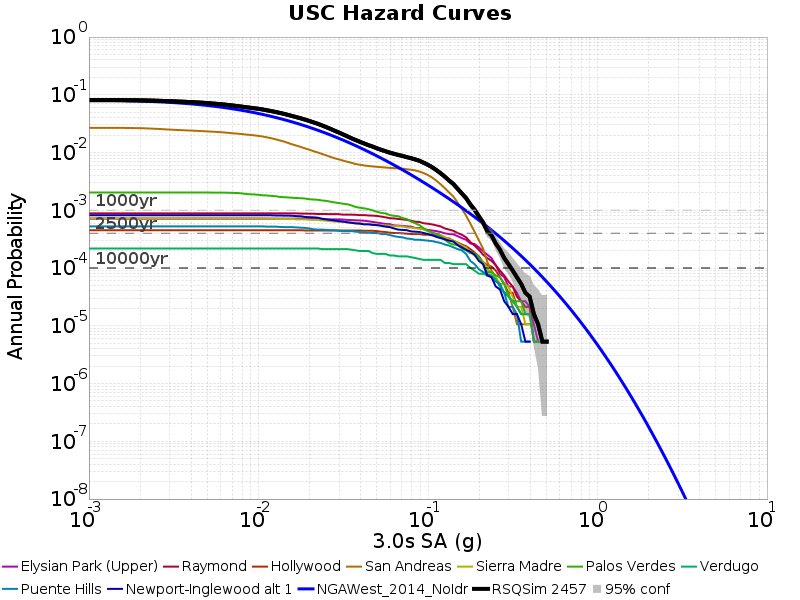 USC Hazard Curves
10^0
10^-1
10^-2
10^-3
10^-4
10^-5
10^-6
10^-7
10^-8
Annual Probability
1000yr
2500yr
10000yr
10^-3 10^-2 10^-1 10^0 10^1
3.0s SA (g)
Elysian Park (Upper) Raymond Hollywood San Andreas Sierra Madre Palos Verdes Verdugo
Puente Hills Newport-Inglewood alt 1 NGAWest_2014_NoIdr RSQSim 2457 95% conf